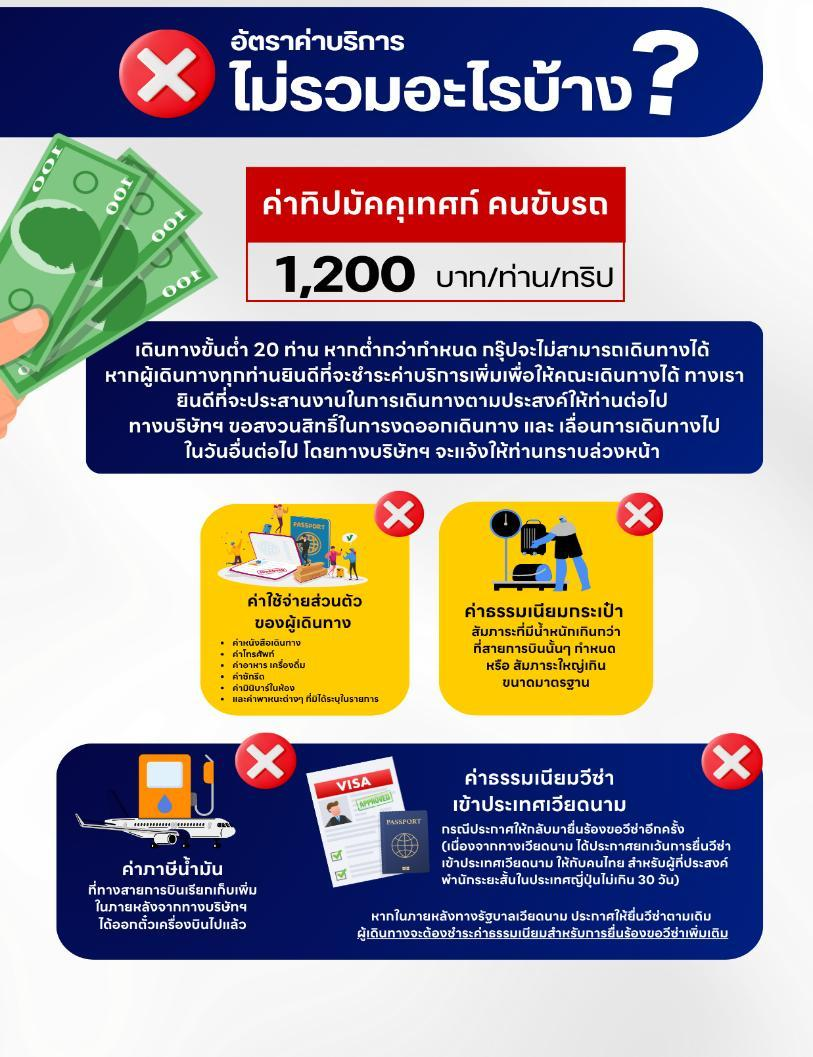 อัตราค่าบริการ
ไม่รวมอะไรบ้าง?
100
100
100
100
ค่าทิปมัคคุเทศก์ คนขับรถ
1,200 บาท/ท่าน/ทริป
เดินทางขั้นต่ำ 20 ท่าน หากต่ำกว่ากำหนด กรุ๊ปจะไม่สามารถเดินทางได้
หากผู้เดินทางทุกท่านยินดีที่จะชำระค่าบริการเพิ่มเพื่อให้คณะเดินทางได้ ทางเรา
ยินดีที่จะประสานงานในการเดินทางตามประสงค์ให้ท่านต่อไป
ทางบริษัทฯ ขอสงวนสิทธิ์ในการงดออกเดินทาง และ เลื่อนการเดินทางไป
ในวันอื่นต่อไป โดยทางบริษัทฯ จะแจ้งให้ท่านทราบล่วงหน้า
PASSPORT
ค่าใช้จ่ายส่วนตัว
ของผู้เดินทาง
• ค่าหนังสือเดินทาง
• ค่าโทรศัพท์
• ค่าอาหาร เครื่องดื่ม
• ค่าซักรีด
• ค่ามินิบาร์ในห้อง
• และค่าพาหนะต่างๆ ที่มิได้ระบุในรายการ
ค่าธรรมเนียมกระเป๋า
สัมภาระที่มีน้ำหนักเกินกว่า
ที่สายการบินนั้นๆ กำหนด
หรือ สัมภาระใหญ่เกิน
ขนาดมาตรฐาน
ค่าภาษีน้ำมัน
ที่ทางสายการบินเรียกเก็บเพิ่ม
ในภายหลังจากทางบริษัทฯ
ได้ออกตั๋วเครื่องบินไปแล้ว
VISA
APPROVED
PASSPORT
ค่าธรรมเนียมวีซ่า
เข้าประเทศเวียดนาม
กรณีประกาศให้กลับมายื่นร้องขอวีซ่าอีกครั้ง
(เนื่องจากทางเวียดนาม ได้ประกาศยกเว้นการยื่นวีซ่า
เข้าประเทศเวียดนาม ให้กับคนไทย สำหรับผู้ที่ประสงค์
พำนักระยะสั้นในประเทศญี่ปุ่นไม่เกิน 30 วัน)
หากในภายหลังทางรัฐบาลเวียดนาม ประกาศให้ยื่นวีซ่าตามเดิม
ผู้เดินทางจะต้องชำระค่าธรรมเนียมสำหรับการยื่นร้องขอวีซ่าเพิ่มเติม